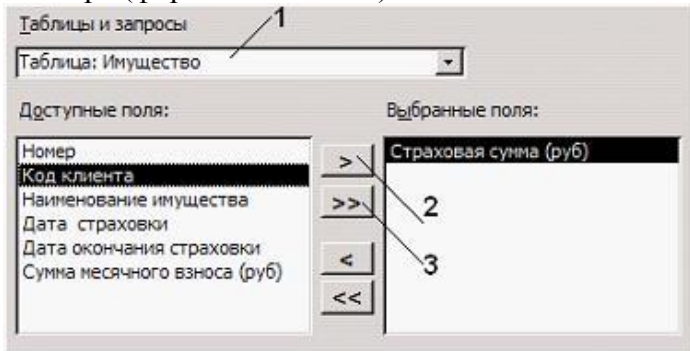 1
Таблицы и запросы
Таблица: Имущество
Доступные поля:
Выбранные поля:
Номер
Код клиента
Наименование имущества
Дата страховки
Дата окончания страховки
Сумма месячного взноса (руб)
>
>>
<
<<
Страховая сумма (руб)
2
3